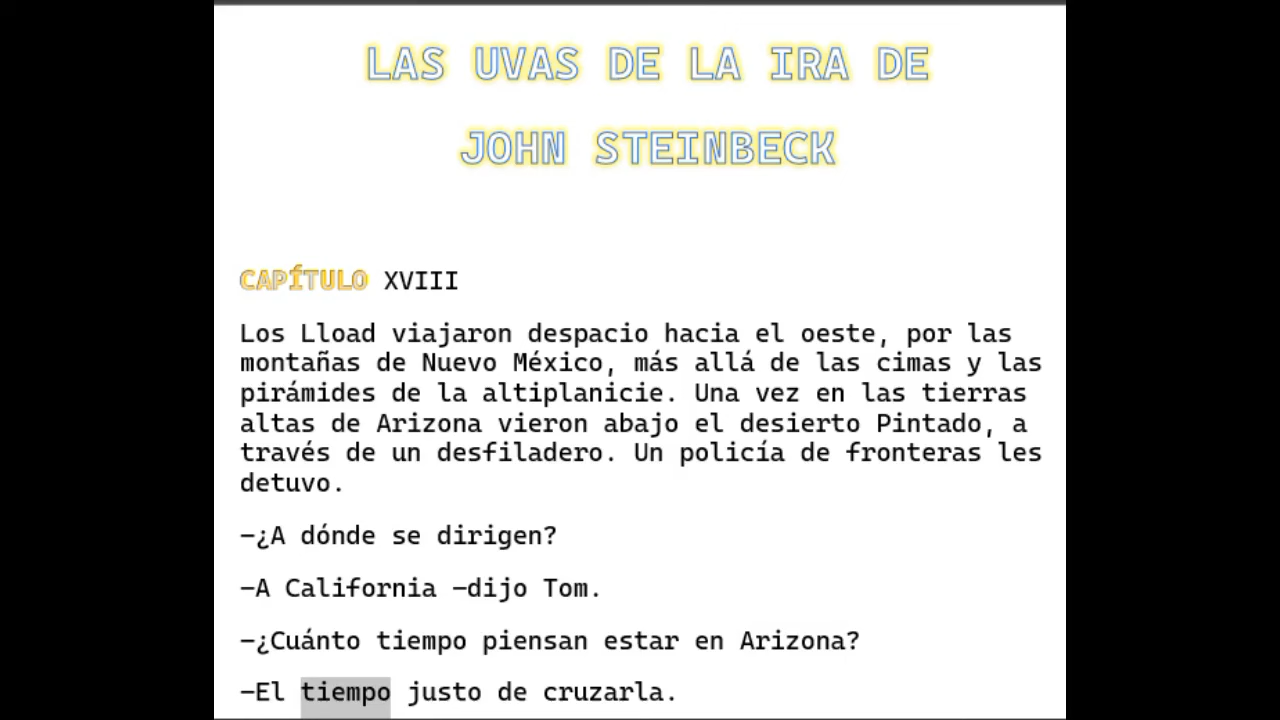 LAS UVAS DE LA IRA DE
JOHN STEINBECK
CAPÍTULO XVIII
Los Lload viajaron despacio hacia el oeste, por las
montañas de Nuevo México, más allá de las cimas y las
pirámides de la altiplanicie. Una vez en las tierras
altas de Arizona vieron abajo el desierto Pintado, a
través de un desfiladero. Un policía de fronteras les
detuvo.
—¿A dónde se dirigen?
—A California —dijo Tom.
—¿Cuánto tiempo piensan estar en Arizona?
—El tiempo justo de cruzarla.